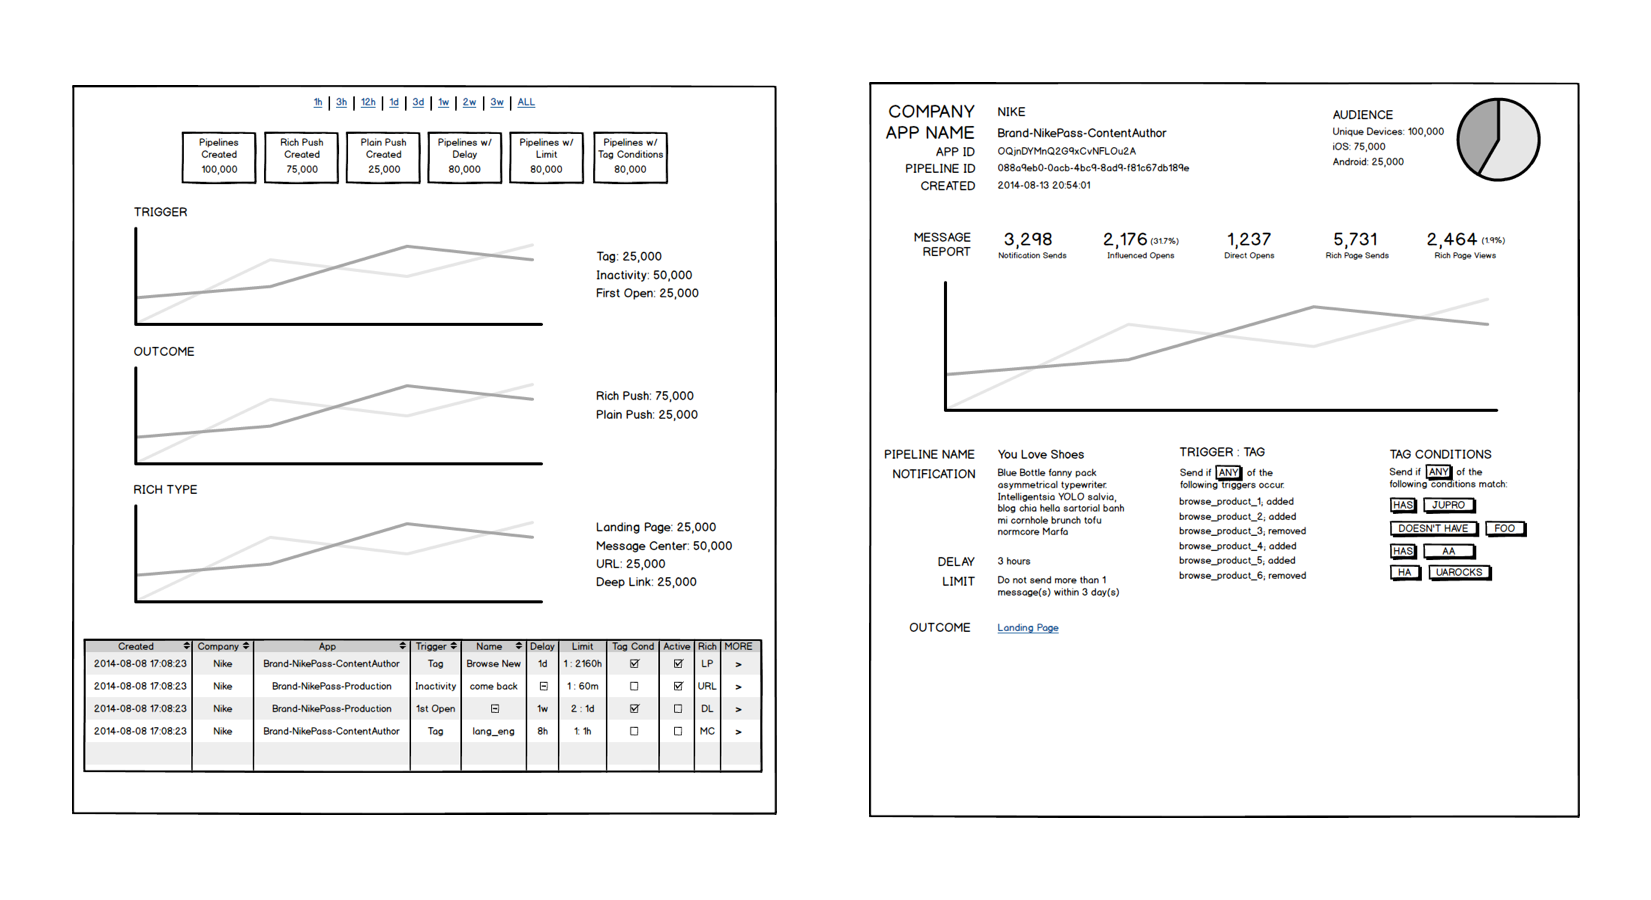 1h | 3h | 12h | 1d | 3d | 1w | 2w | 3w | ALL
Pipelines
Created
100,000
Rich Push
Created
75,000
Plain Push
Created
25,000
Pipelines w/
Delay
80,000
Pipelines w/
Limit
80,000
Pipelines w/
Tag Conditions
80,000
TRIGGER
Tag: 25,000
Inactivity: 50,000
First Open: 25,000
OUTCOME
Rich Push: 75,000
Plain Push: 25,000
RICH TYPE
Landing Page: 25,000
Message Center: 50,000
URL: 25,000
Deep Link: 25,000
Created Company App Trigger Name Delay Limit Tag Cond Active Rich MORE
2014-08-08 17:08:23 Nike Brand-NikePass-ContentAuthor Tag Browse New 1d 1 : 2160h LP >
2014-08-08 17:08:23 Nike Brand-NikePass-Production Inactivity come back 1 : 60m URL >
2014-08-08 17:08:23 Nike Brand-NikePass-Production 1st Open 1w 2 : 1d DL >
2014-08-08 17:08:23 Nike Brand-NikePass-ContentAuthor Tag lang_eng 8h 1: 1h MC >
COMPANY NIKE
APP NAME Brand-NikePass-ContentAuthor
APP ID OQjnDYMnQ2G9xCvNFLOu2A
PIPELINE ID 088a9eb0-0acb-4bc9-8ad9-f81c67db189e
CREATED 2014-08-13 20:54:01
AUDIENCE
Unique Devices: 100,000
iOS: 75,000
Android: 25,000
MESSAGE
REPORT
3,298
Notification Sends
2,176 (31.7%)
Influenced Opens
1,237
Direct Opens
5,731
Rich Page Sends
2,464 (1.9%)
Rich Page Views
PIPELINE NAME You Love Shoes
NOTIFICATION Blue Bottle fanny pack
asymmetrical typewriter.
Intelligentsia YOLO salvia,
blog chia hella sartorial banh
mi cornhole brunch tofu
normcore Marfa
DELAY 3 hours
LIMIT Do not send more than 1
message(s) within 3 day(s)
OUTCOME Landing Page
TRIGGER : TAG
Send if ANY of the
following triggers occur.
browse_product_1, added
browse_product_2, added
browse_product_3, removed
browse_product_4, added
browse_product_5, added
browse_product_6, removed
TAG CONDITIONS
Send if ANY of the
following conditions match:
HAS JUPRO
DOESN'T HAVE FOO
HAS AA
HA UAROCKS